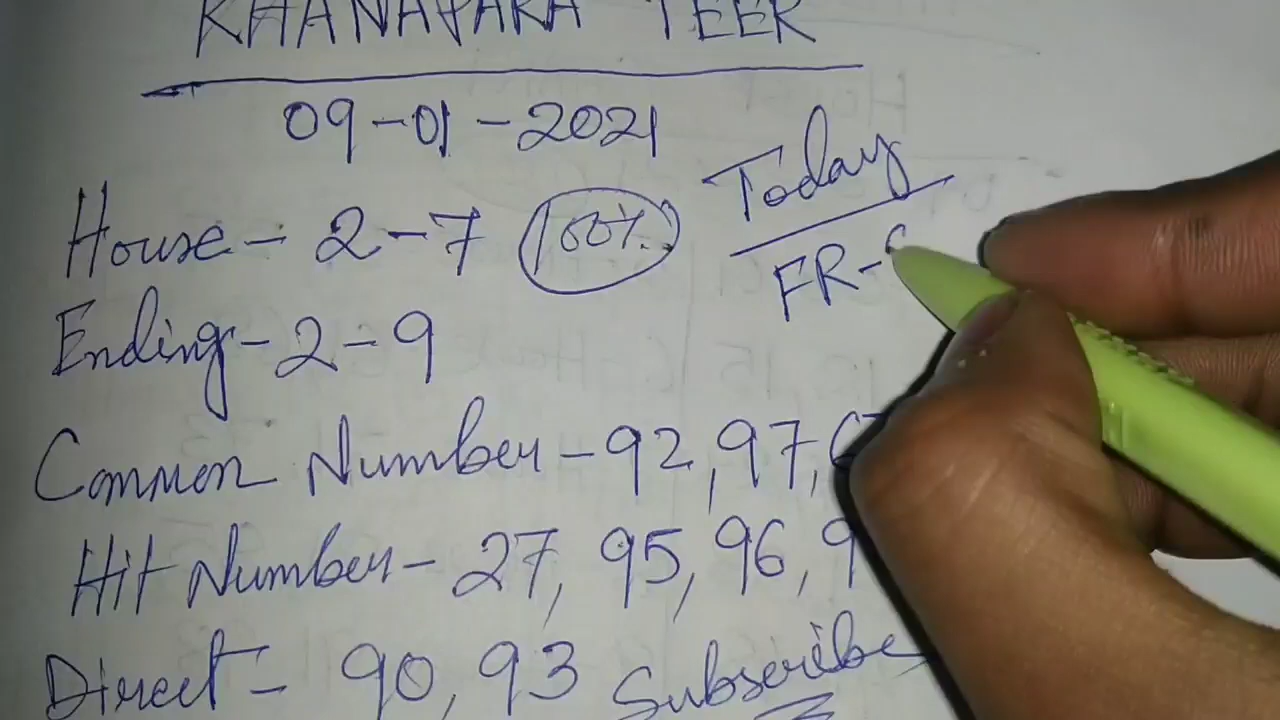 KHANAPARA TEER
09-01-2021
House - 2-7 100%.
Today
FR-
Ending - 2-9
Common Number - 92, 97,
Hit Number - 27, 95, 96, 9
Direct - 90, 93 Subscribe